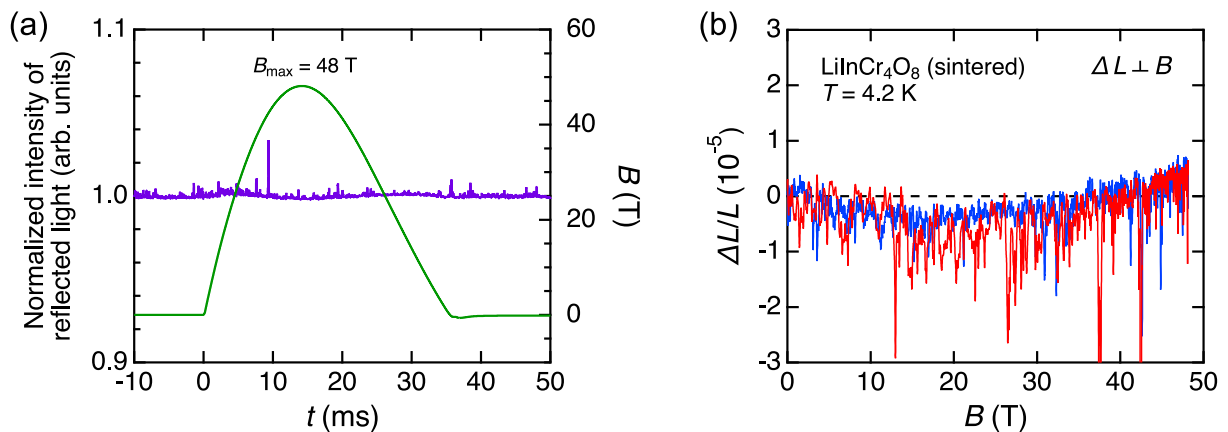 (a)
1.1
1.0
0.9
Normalized intensity of
reflected light (arb. units)
B_max = 48 T
60
40
20
0
B (T)
-10 0 10 20 30 40 50
t (ms)
(b)
3
2
1
0
-1
-2
-3
ΔL/L (10^-5)
LiInCr4O8 (sintered)
T = 4.2 K
ΔL ⊥ B
0 10 20 30 40 50
B (T)